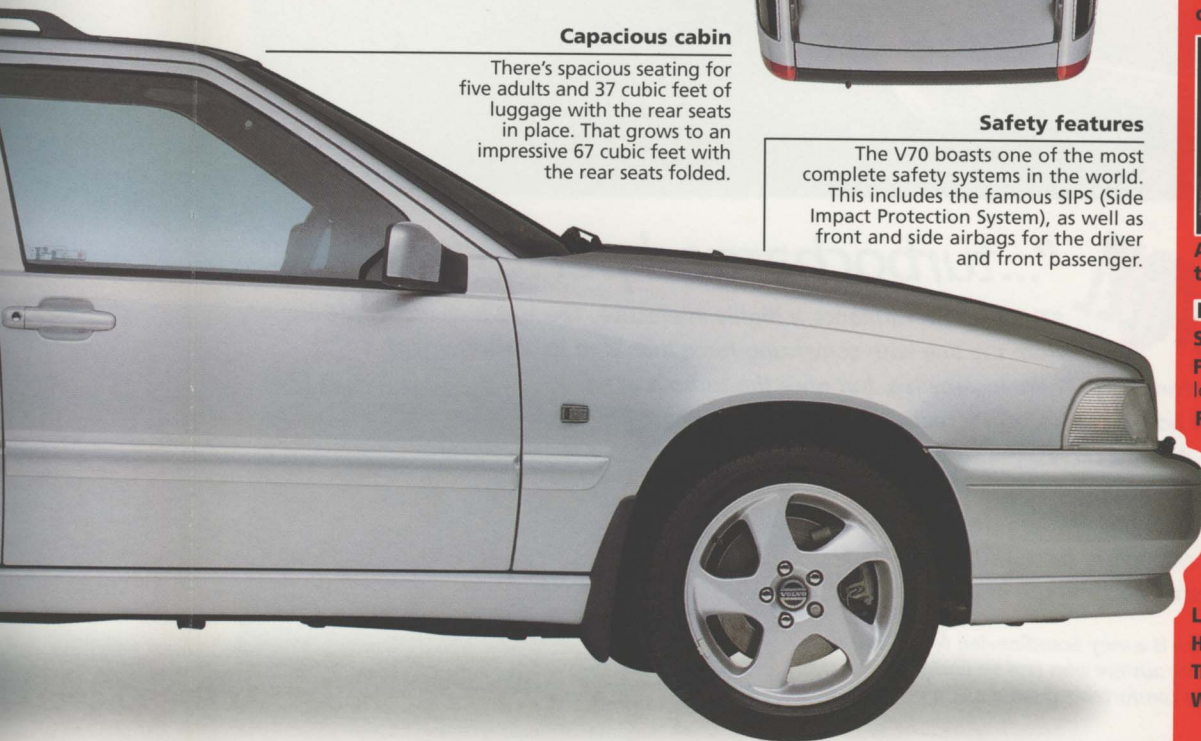 Capacious cabin
There's spacious seating for
five adults and 37 cubic feet of
luggage with the rear seats
in place. That grows to an
impressive 67 cubic feet with
the rear seats folded.
Safety features
The V70 boasts one of the most
complete safety systems in the world.
This includes the famous SIPS (Side
Impact Protection System), as well as
front and side airbags for the driver
and front passenger.
VOLVO